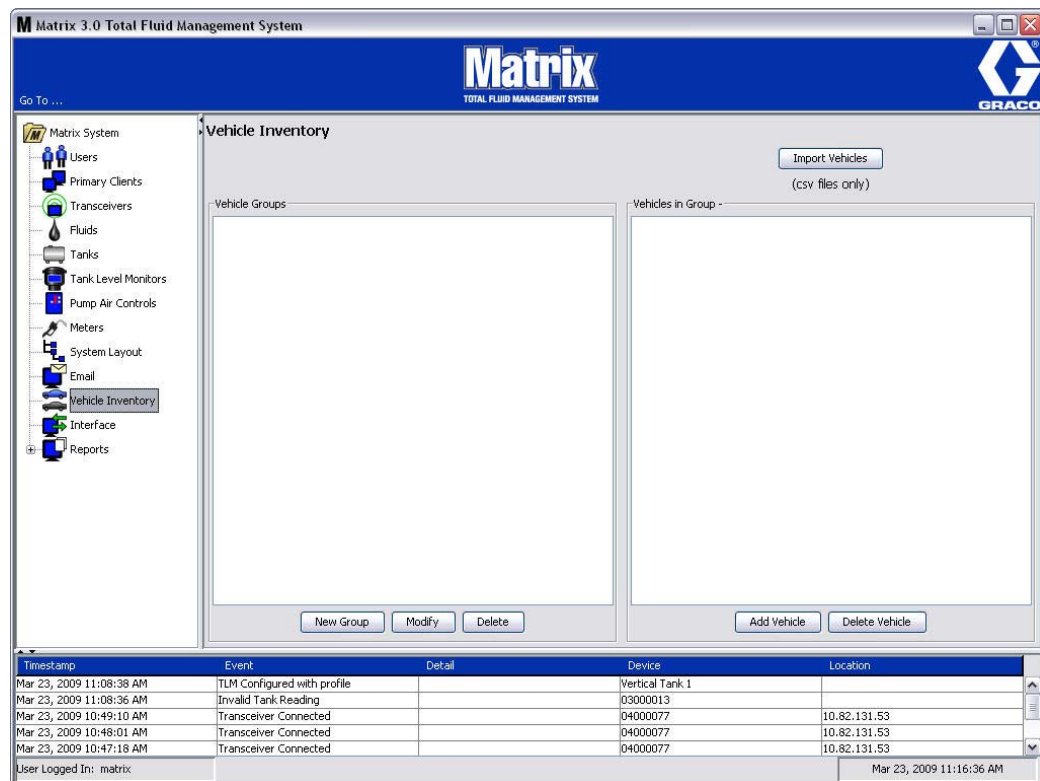 M Matrix 3.0 Total Fluid Management System
Matrix
TOTAL FLUID MANAGEMENT SYSTEM
Go To ...
GRACO
Matrix System
Users
Primary Clients
Transceivers
Fluids
Tanks
Tank Level Monitors
Pump Air Controls
Meters
System Layout
Email
Vehicle Inventory
Interface
Reports
Vehicle Inventory
Import Vehicles
(csv files only)
Vehicle Groups
Vehicles in Group -
New Group Modify Delete
Add Vehicle Delete Vehicle
Timestamp Event Detail Device Location
Mar 23, 2009 11:08:38 AM TLM Configured with profile Vertical Tank 1
Mar 23, 2009 11:08:36 AM Invalid Tank Reading 03000013
Mar 23, 2009 10:49:10 AM Transceiver Connected 04000077 10.82.131.53
Mar 23, 2009 10:48:01 AM Transceiver Connected 04000077 10.82.131.53
Mar 23, 2009 10:47:18 AM Transceiver Connected 04000077 10.82.131.53
User Logged In: matrix Mar 23, 2009 11:16:36 AM